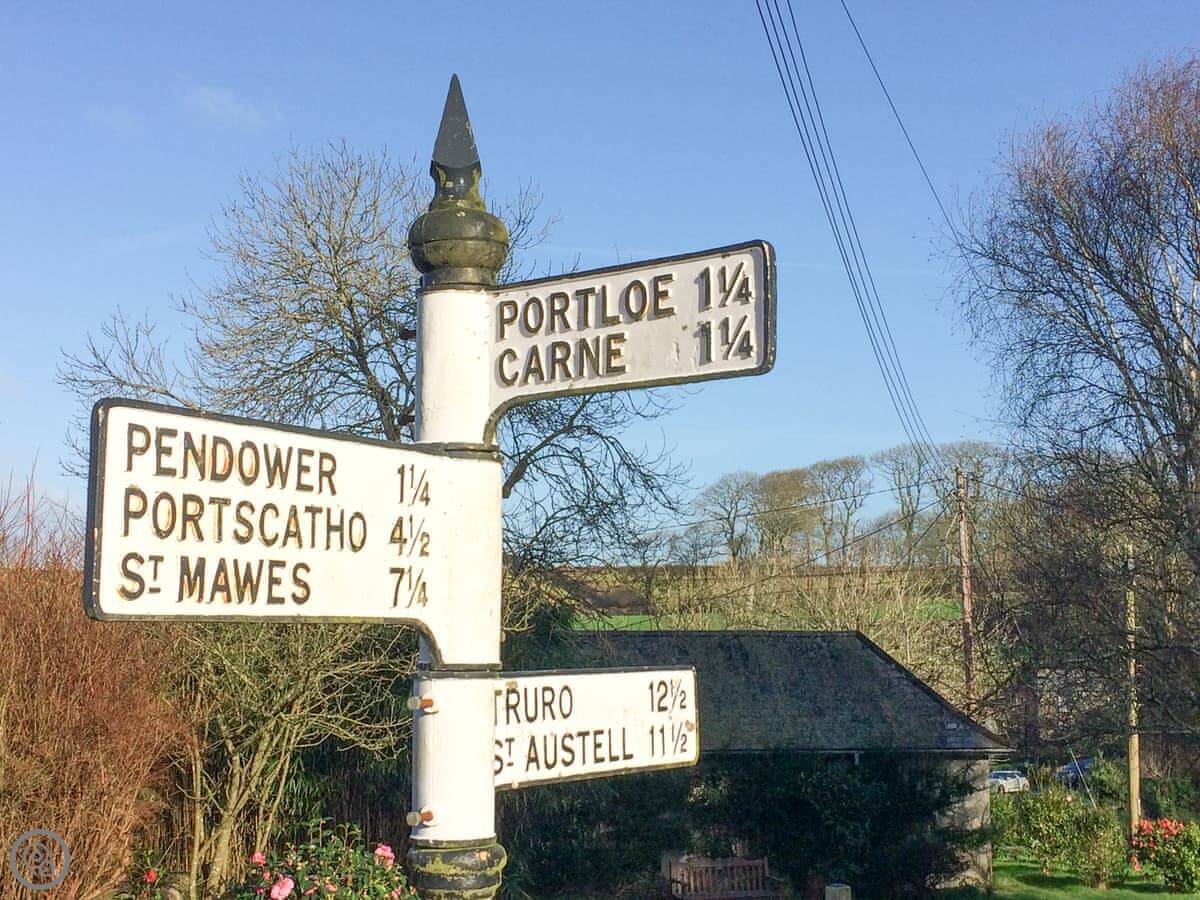 PORTLOE 1¼
CARNE 1¼
PENDOWER 1¼
PORTSCATHO 4½
ST MAWES 7¼
TRURO 12½
ST AUSTELL 11½